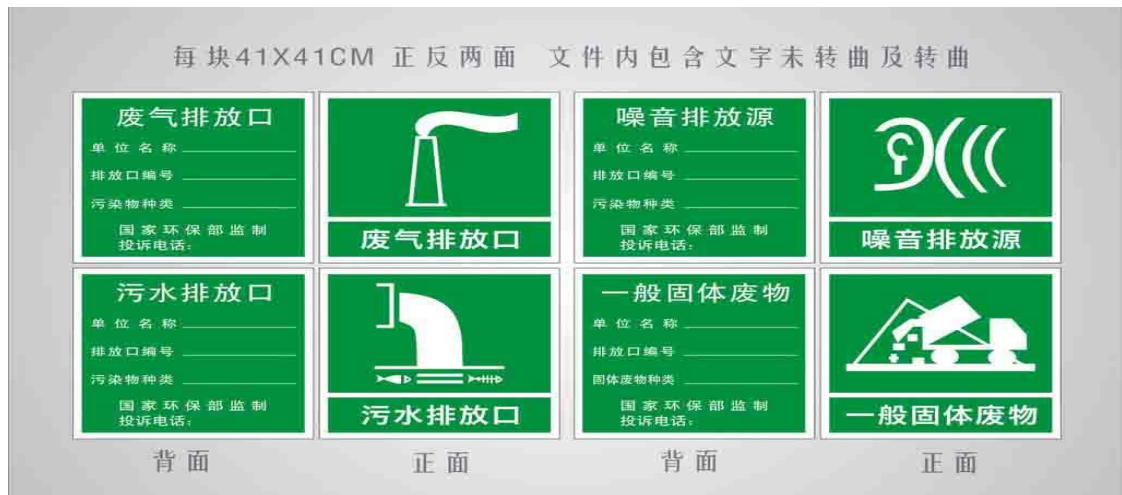 每块41X41CM 正反两面 文件内包含文字未转曲及转曲
废气排放口
单位名称
排放口编号
污染物种类
国家环保部监制
投诉电话:
废气排放口
噪音排放源
单位名称
排放口编号
污染物种类
国家环保部监制
投诉电话:
噪音排放源
污水排放口
单位名称
排放口编号
污染物种类
国家环保部监制
投诉电话:
污水排放口
一般固体废物
单位名称
排放口编号
固体废物种类
国家环保部监制
投诉电话:
一般固体废物
背面
正面
背面
正面